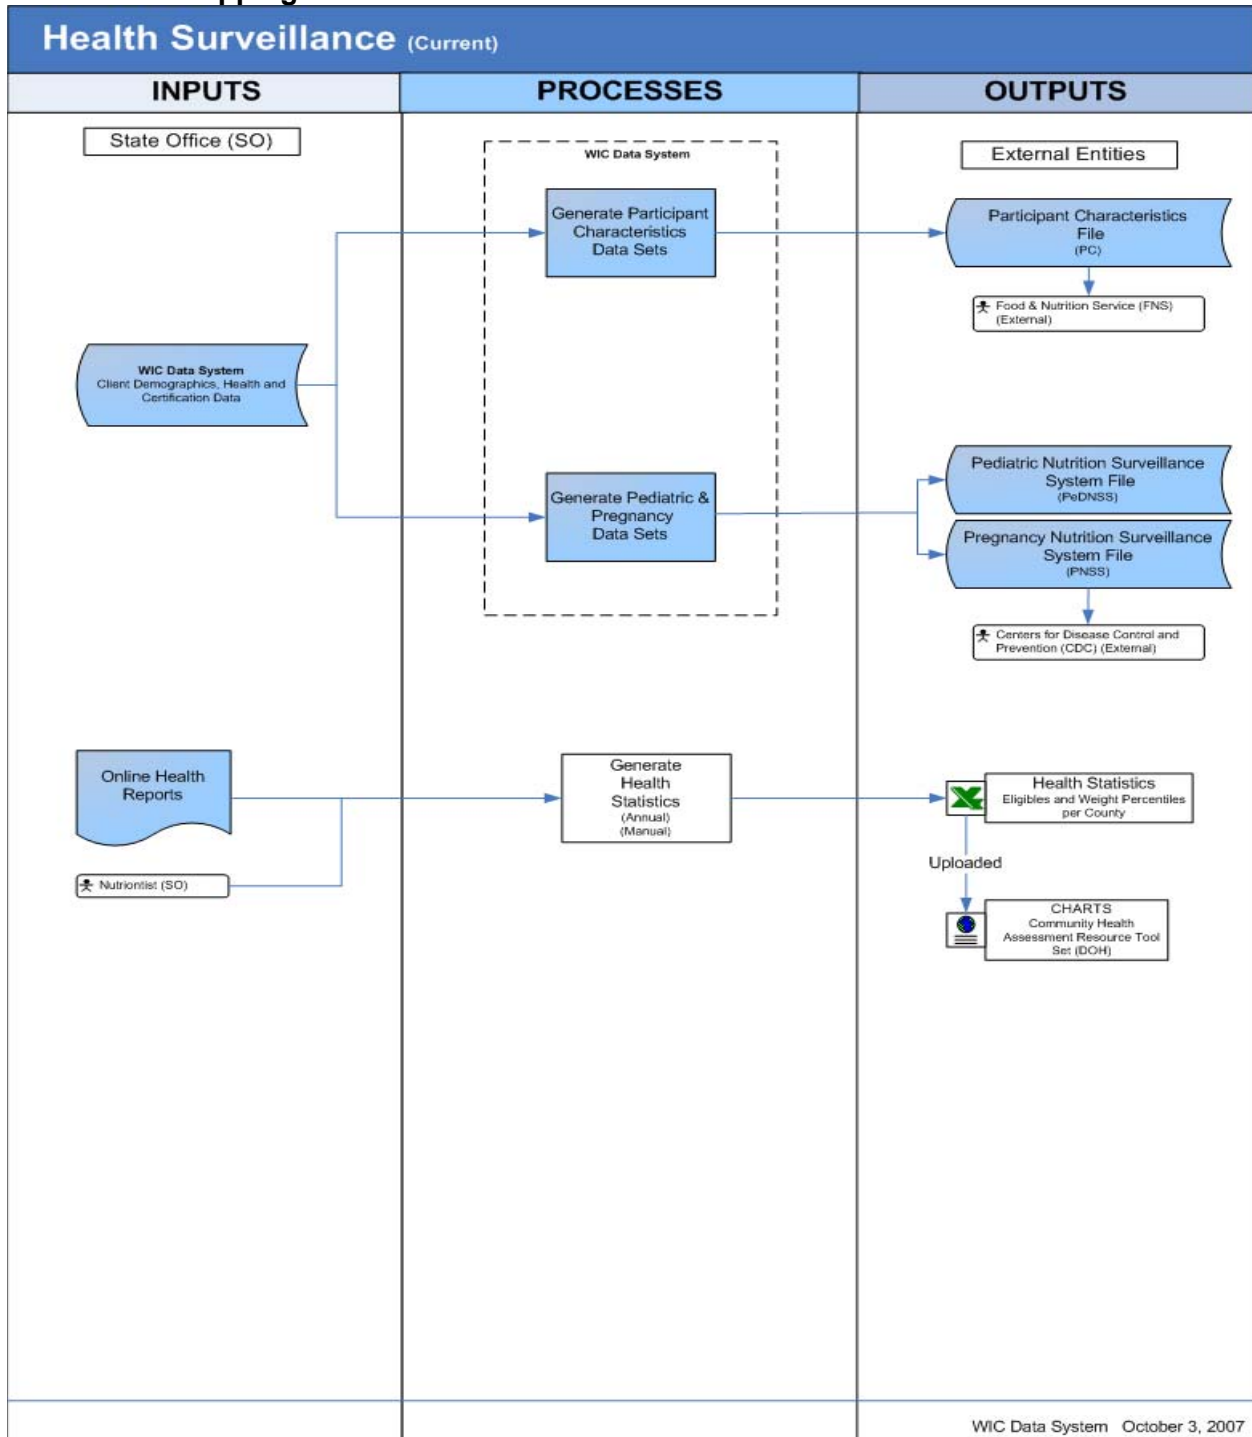 Health Surveillance (Current)
INPUTS
PROCESSES
OUTPUTS
State Office (SO)
WIC Data System
Client Demographics, Health and
Certification Data
Online Health
Reports
Nutriontist (SO)
WIC Data System
Generate Participant
Characteristics
Data Sets
Generate Pediatric &
Pregnancy
Data Sets
Generate
Health
Statistics
(Annual)
(Manual)
External Entities
Participant Characteristics
File
(PC)
Food & Nutrition Service (FNS)
(External)
Pediatric Nutrition Surveillance
System File
(PeDNSS)
Pregnancy Nutrition Surveillance
System File
(PNSS)
Centers for Disease Control and
Prevention (CDC) (External)
Health Statistics
Eligibles and Weight Percentiles
per County
Uploaded
CHARTS
Community Health
Assessment Resource Tool
Set (DOH)
WIC Data System October 3, 2007